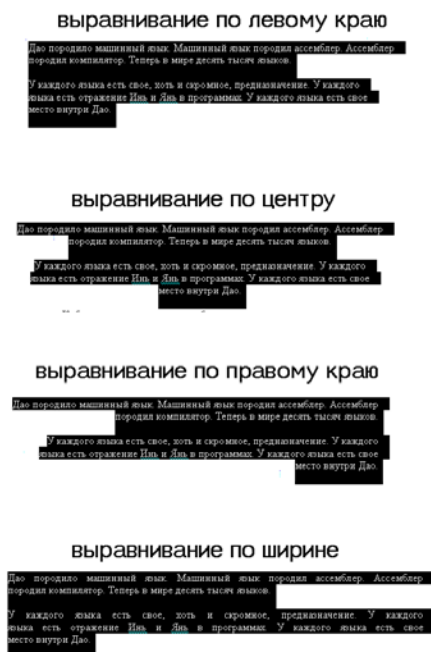 выравнивание по левому краю
Дао породило машинный язык. Машинный язык породил ассемблер. Ассемблер
породил компилятор. Теперь в мире десять тысяч языков.
У каждого языка есть свое, хоть и скромное, предназначение. У каждого
языка есть отражение Инь и Янь в программах. У каждого языка есть свое
место внутри Дао.
выравнивание по центру
Дао породило машинный язык. Машинный язык породил ассемблер. Ассемблер
породил компилятор. Теперь в мире десять тысяч языков.
У каждого языка есть свое, хоть и скромное, предназначение. У каждого
языка есть отражение Инь и Янь в программах. У каждого языка есть свое
место внутри Дао.
выравнивание по правому краю
Дао породило машинный язык. Машинный язык породил ассемблер. Ассемблер
породил компилятор. Теперь в мире десять тысяч языков.
У каждого языка есть свое, хоть и скромное, предназначение. У каждого
языка есть отражение Инь и Янь в программах. У каждого языка есть свое
место внутри Дао.
выравнивание по ширине
Дао породило машинный язык. Машинный язык породил ассемблер. Ассемблер
породил компилятор. Теперь в мире десять тысяч языков.
У каждого языка есть свое, хоть и скромное, предназначение. У каждого
языка есть отражение Инь и Янь в программах. У каждого языка есть свое
место внутри Дао.